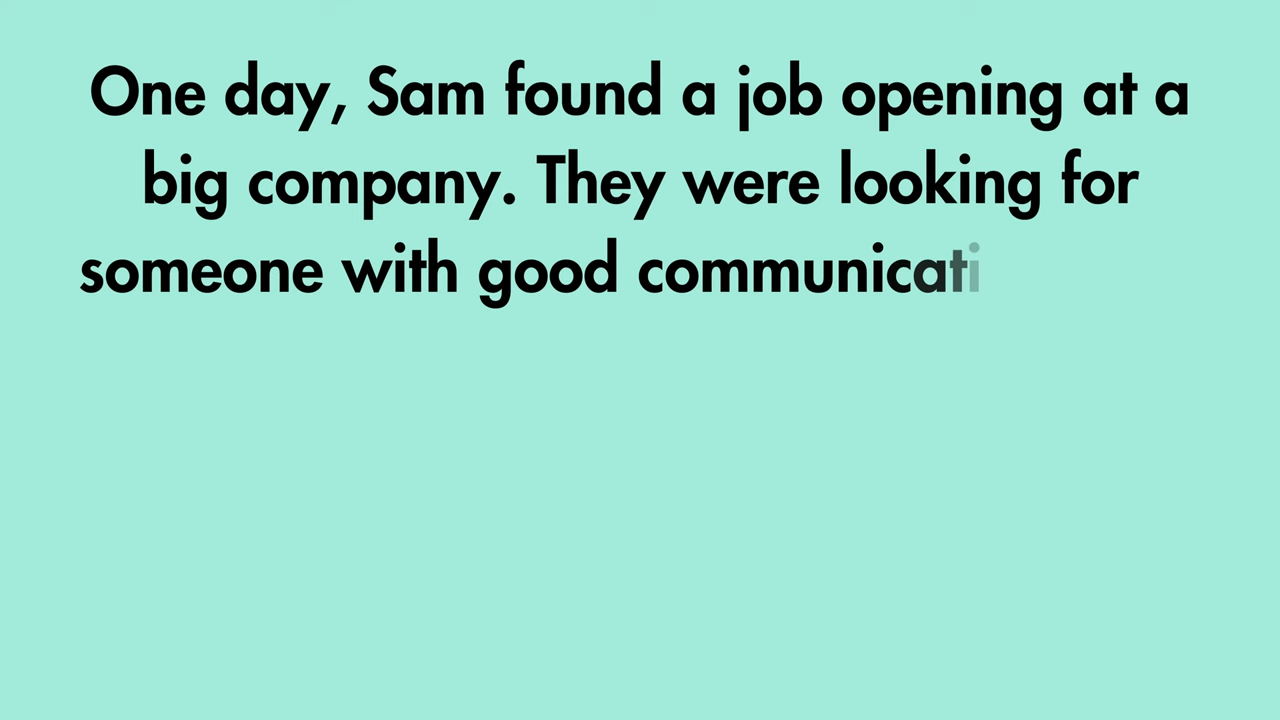 One day, Sam found a job opening at a
big company. They were looking for
someone with good communicati